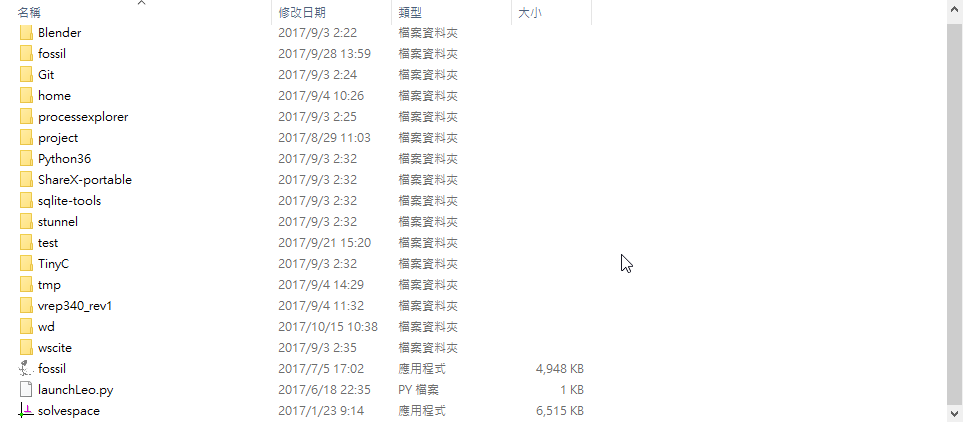 名稱 修改日期 類型 大小
Blender 2017/9/3 2:22 檔案資料夾
fossil 2017/9/28 13:59 檔案資料夾
Git 2017/9/3 2:24 檔案資料夾
home 2017/9/4 10:26 檔案資料夾
processexplorer 2017/9/3 2:25 檔案資料夾
project 2017/8/29 11:03 檔案資料夾
Python36 2017/9/3 2:32 檔案資料夾
ShareX-portable 2017/9/3 2:32 檔案資料夾
sqlite-tools 2017/9/3 2:32 檔案資料夾
stunnel 2017/9/3 2:32 檔案資料夾
test 2017/9/21 15:20 檔案資料夾
TinyC 2017/9/3 2:32 檔案資料夾
tmp 2017/9/4 14:29 檔案資料夾
vrep340_rev1 2017/9/4 11:32 檔案資料夾
wd 2017/10/15 10:38 檔案資料夾
wscite 2017/9/3 2:35 檔案資料夾
fossil 2017/7/5 17:02 應用程式 4,948 KB
launchLeo.py 2017/6/18 22:35 PY 檔案 1 KB
solvespace 2017/1/23 9:14 應用程式 6,515 KB